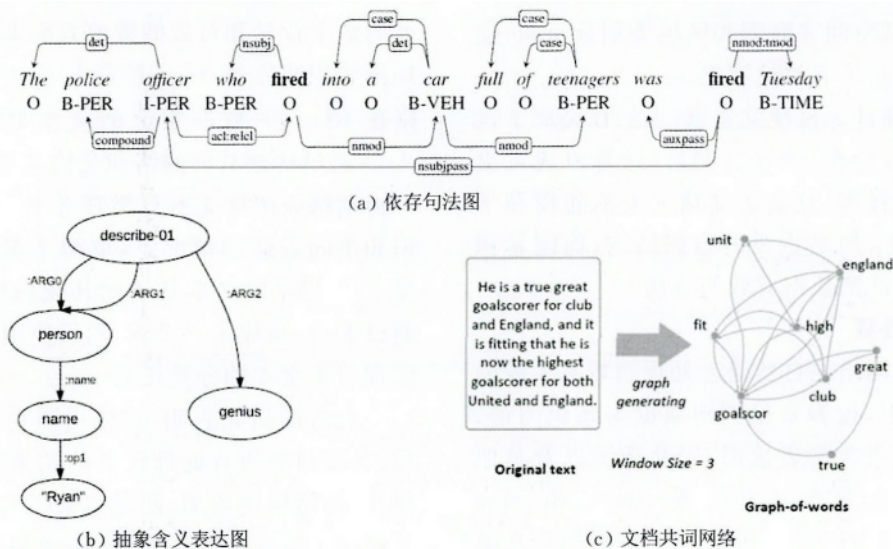 case case nmod:tmod
det nsubj det case
The police officer who fired into a car full of teenagers was fired Tuesday
O B-PER I-PER B-PER O O O B-VEH O O B-PER O O B-TIME
compound acl:relcl nmod nmod auxpass
nsubjpass
(a) 依存句法图
describe-01
:ARG0
:ARG1
:ARG2
person
:name
name
genius
:op1
"Ryan"
(b) 抽象含义表达图
He is a true great
goalscorer for club
and England, and it
is fitting that he is
now the highest
goalscorer for both
United and England.
Original text
graph
generating
Window Size = 3
unit
england
fit
high
great
club
goalscor
true
Graph-of-words
(c) 文档共词网络